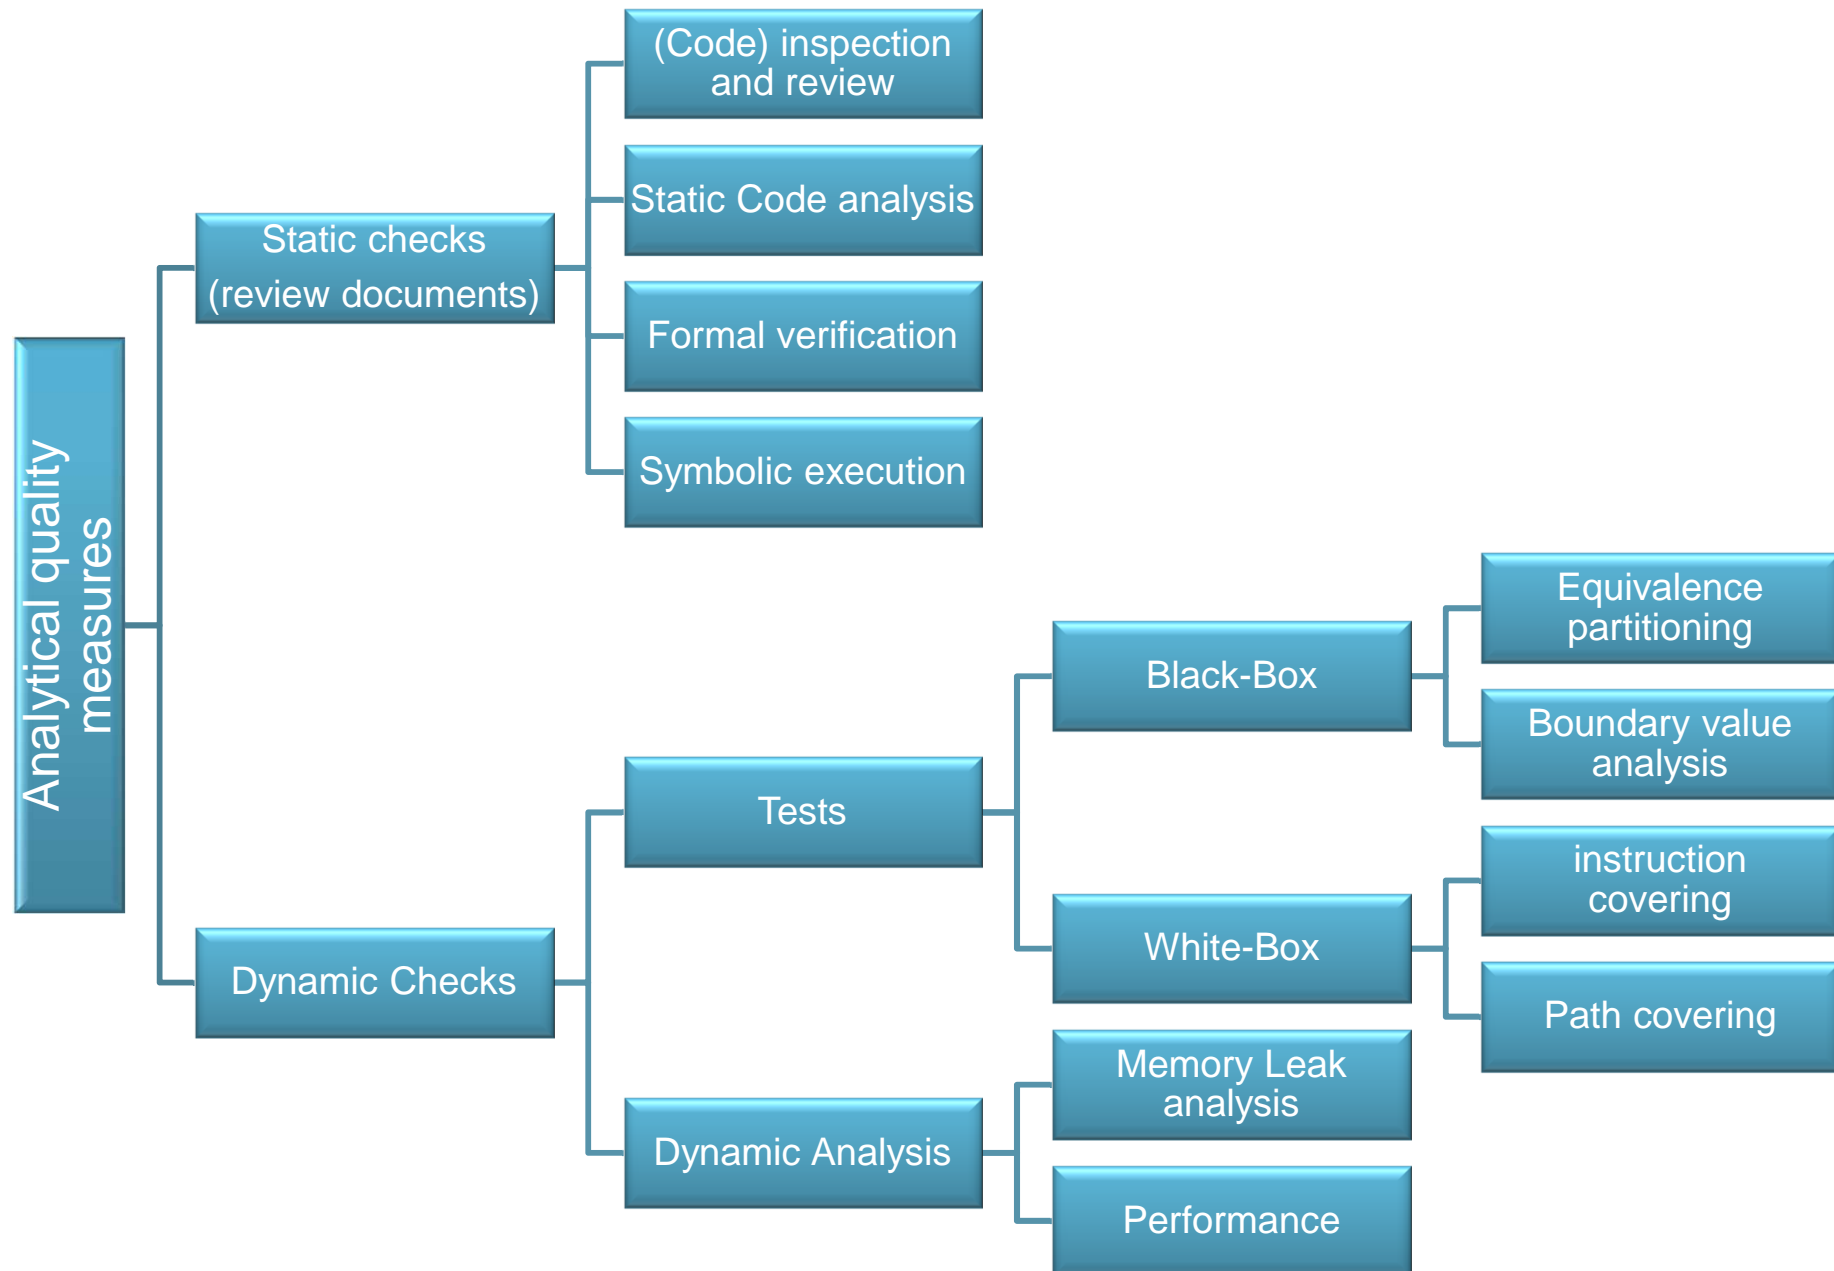 Analytical quality
measures
Static checks
(review documents)
(Code) inspection
and review
Static Code analysis
Formal verification
Symbolic execution
Dynamic Checks
Tests
Black-Box
Equivalence
partitioning
Boundary value
analysis
White-Box
instruction
covering
Path covering
Dynamic Analysis
Memory Leak
analysis
Performance